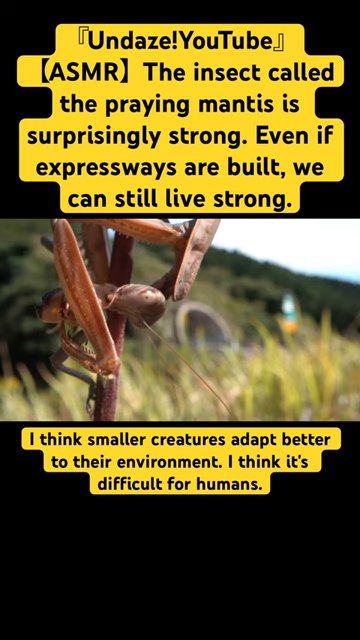 『Undaze!YouTube』
【ASMR】The insect called
the praying mantis is
surprisingly strong. Even if
expressways are built, we
can still live strong.
I think smaller creatures adapt better
to their environment. I think it's
difficult for humans.